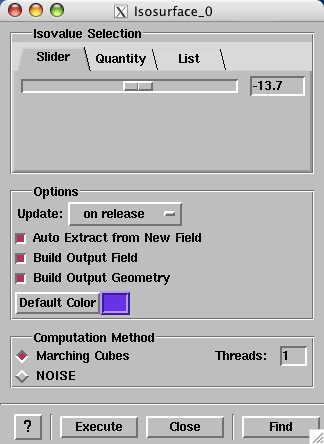 Isosurface_0
Isovalue Selection
Slider Quantity List
-13.7
Options
Update: on release
Auto Extract from New Field
Build Output Field
Build Output Geometry
Default Color
Computation Method
Marching Cubes Threads: 1
NOISE
? Execute Close Find